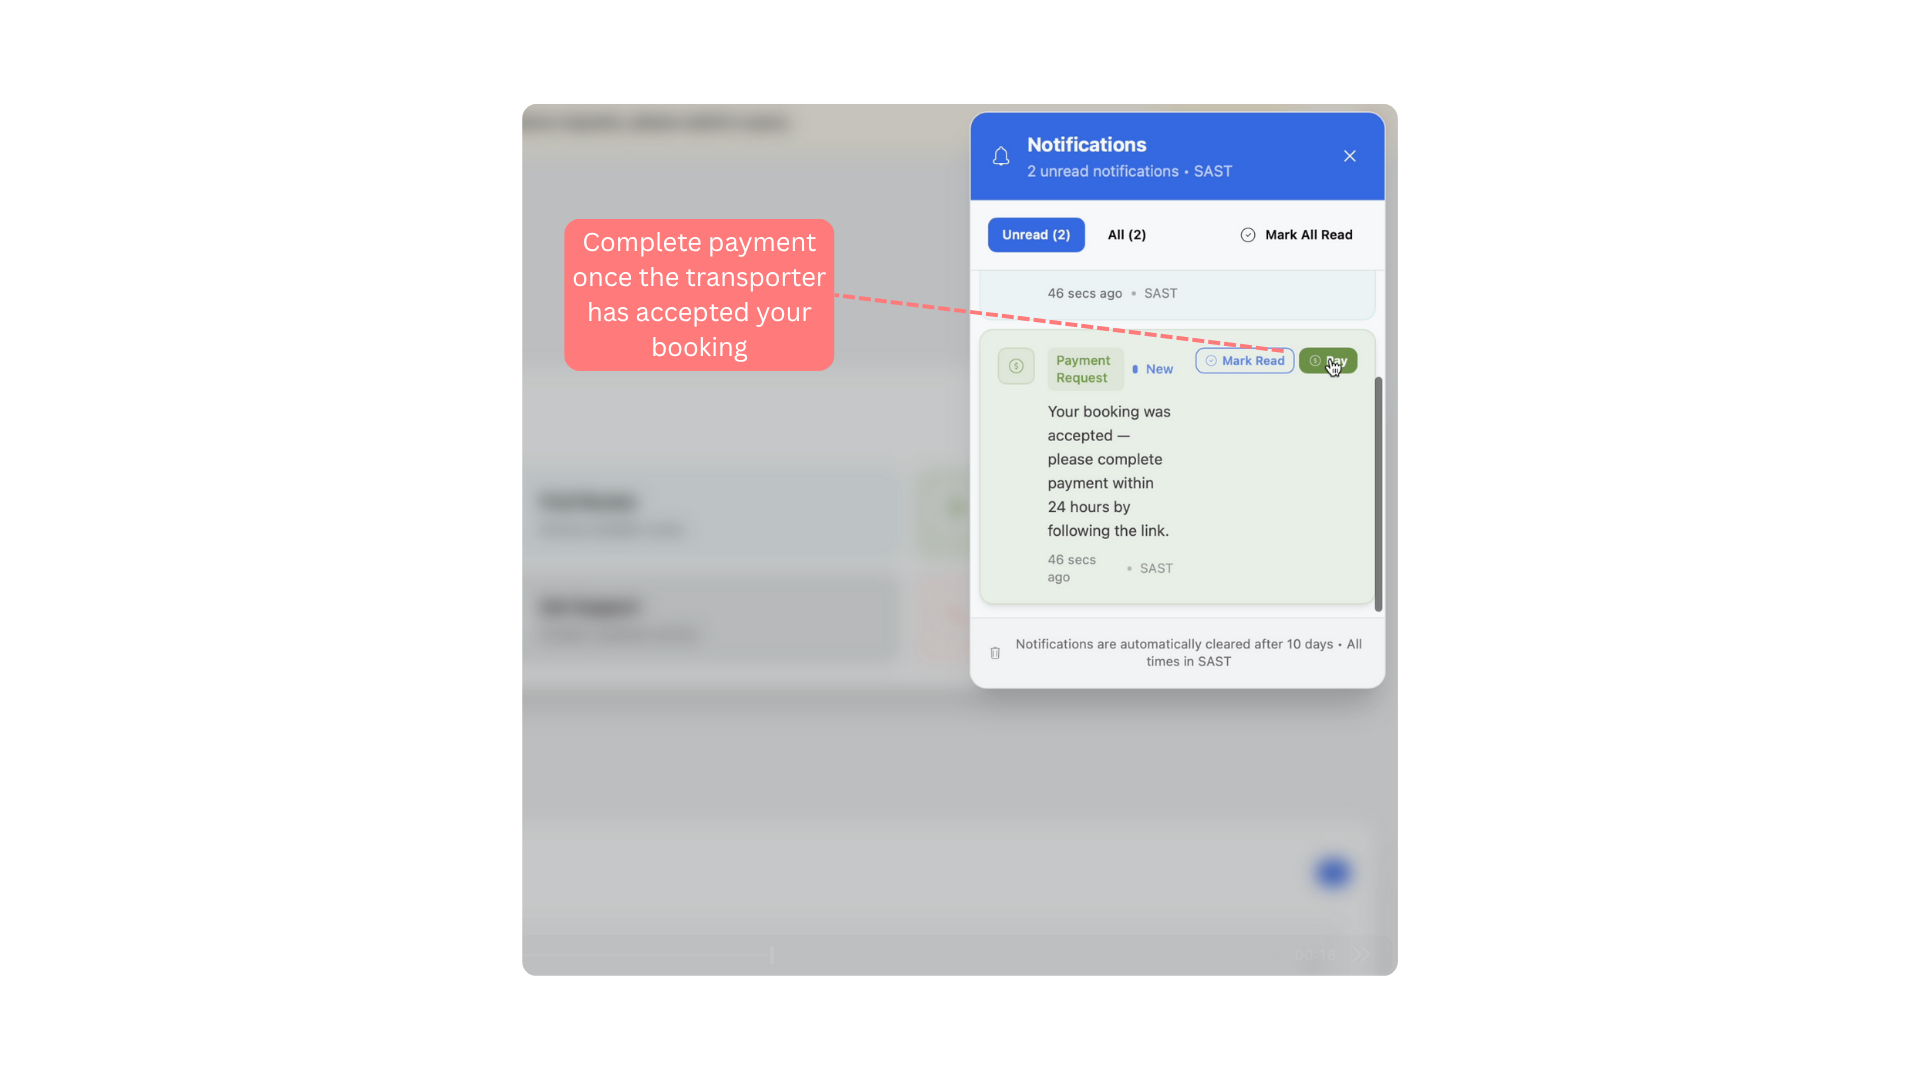 Notifications
2 unread notifications • SAST
Unread (2)
All (2)
Mark All Read
Complete payment
once the transporter
has accepted your
booking
46 secs ago • SAST
Payment
Request
New
Mark Read
Pay
Your booking was
accepted —
please complete
payment within
24 hours by
following the link.
46 secs
ago
• SAST
Notifications are automatically cleared after 10 days • All
times in SAST
00:18